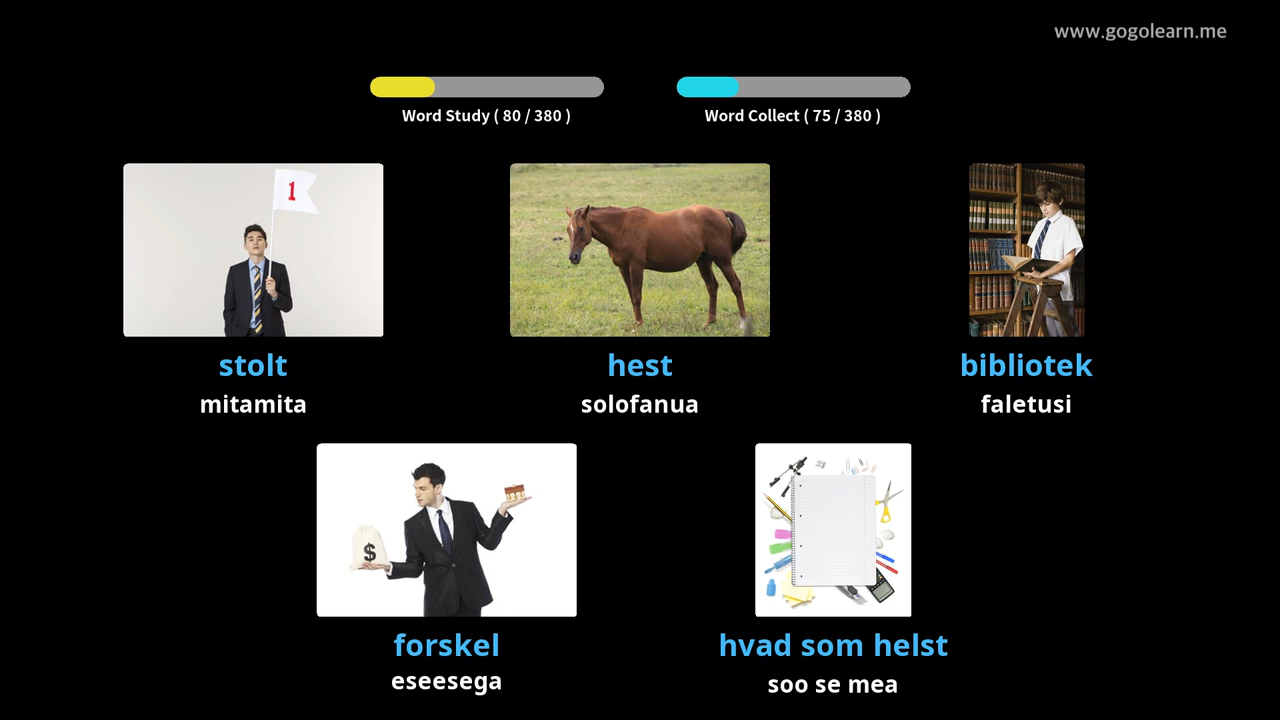 www.gogolearn.me
Word Study ( 80 / 380 )
Word Collect ( 75 / 380 )
1
stolt
mitamita
hest
solofanua
bibliotek
faletusi
$
forskel
eseesega
hvad som helst
soo se mea